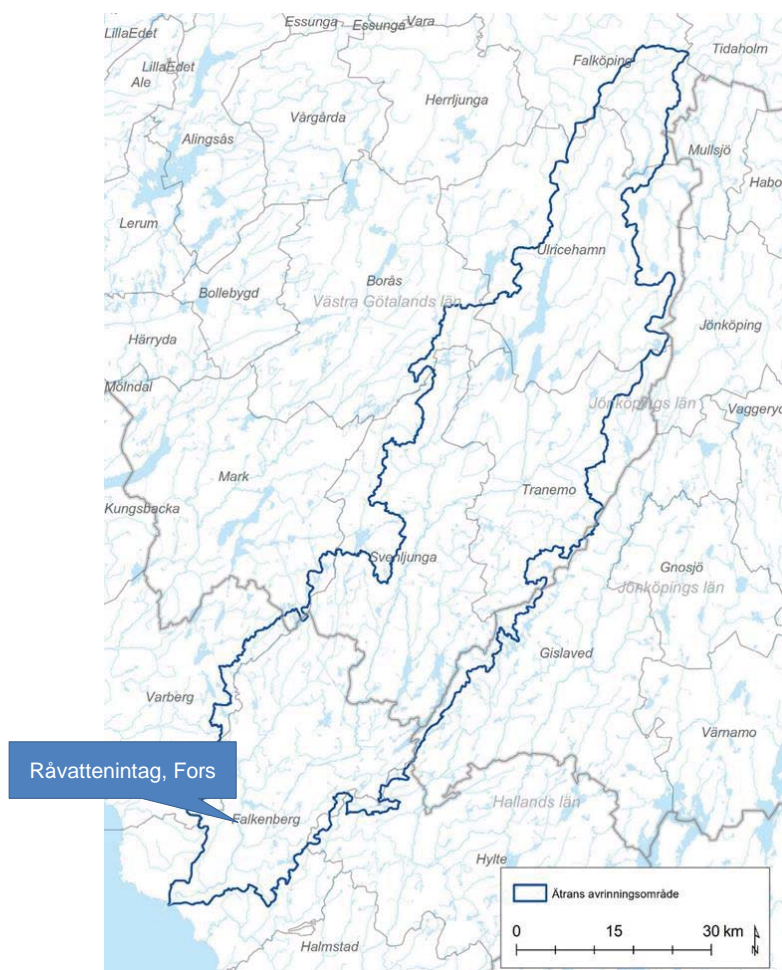 Essunga
Essunga
Vara
LillaEdet
Falköping
Tidaholm
LillaEdet
Ale
Herrljunga
Vårgårda
Alingsås
Mullsjö
Habo
Lerum
Ulricehamn
Borås
Västra Götalands län
Bollebygd
Härryda
Jönköping
Mölndal
Jönköpings län
Vaggeryd
Mark
Tranemo
Kungsbacka
Svenljunga
Gnosjö
Jönköpings län
Gislaved
Varberg
Värnamo
Råvattenintag, Fors
Falkenberg
Hallands län
Hylte
Halmstad
Ätrans avrinningsområde
0 15 30 km
N